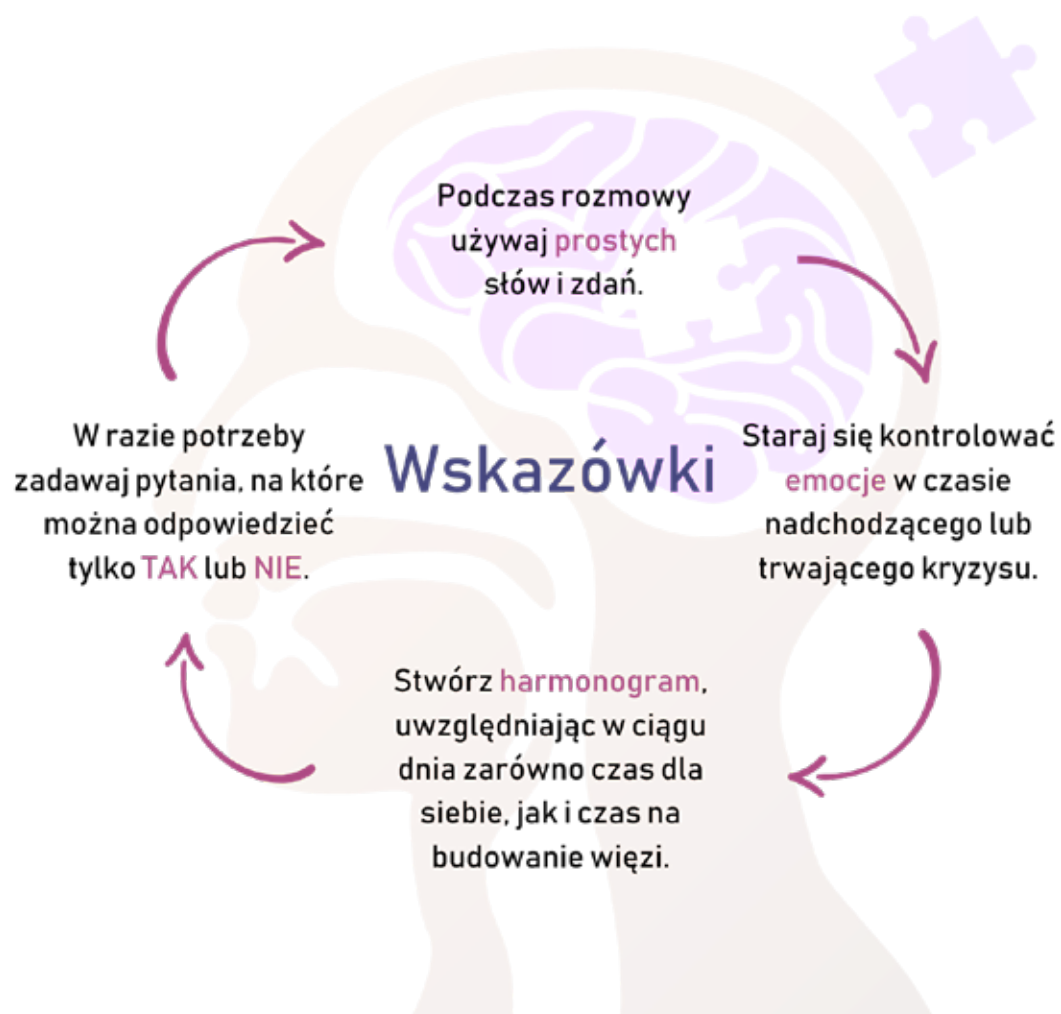 Podczas rozmowy
używaj prostych
słów i zdań.
W razie potrzeby
zadawaj pytania, na które
można odpowiedzieć
tylko TAK lub NIE.
Wskazówki
Staraj się kontrolować
emocje w czasie
nadchodzącego lub
trwającego kryzysu.
Stwórz harmonogram,
uwzględniając w ciągu
dnia zarówno czas dla
siebie, jak i czas na
budowanie więzi.